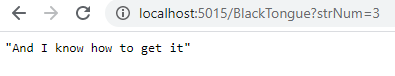 localhost:5015/BlackTongue?strNum=3
"And I know how to get it"